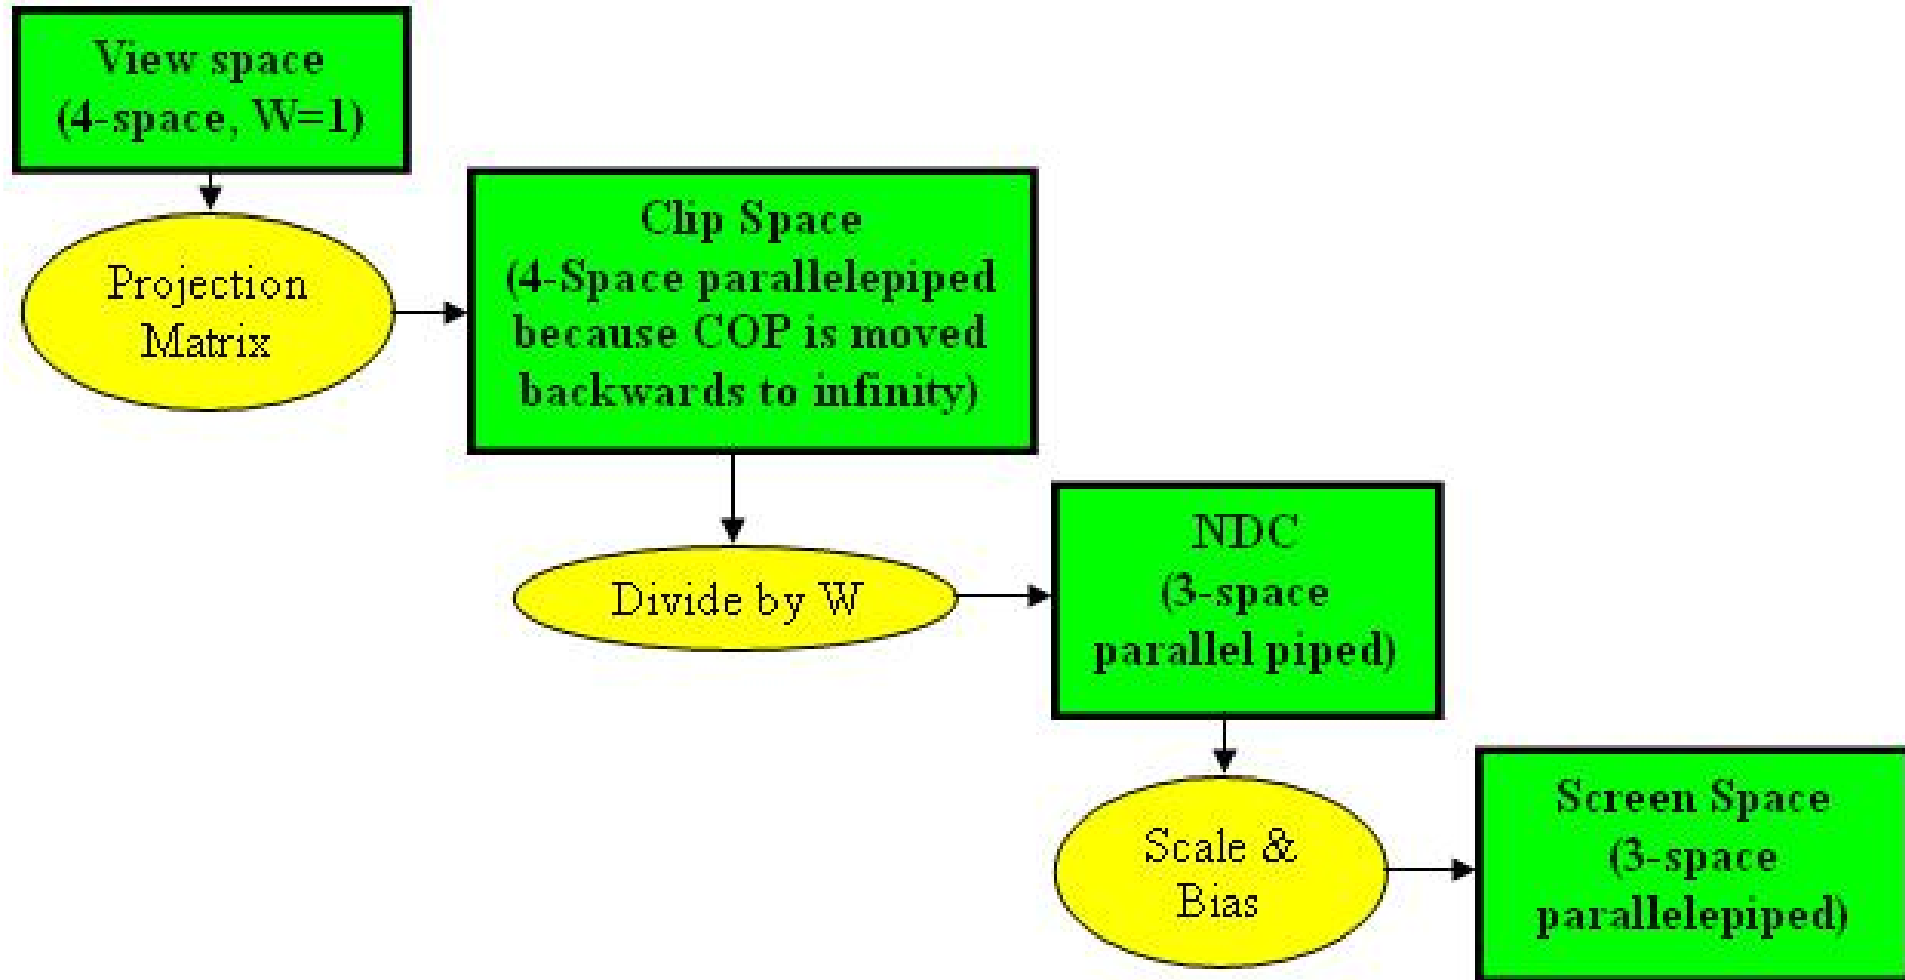 View space
(4-space, W=1)
Projection
Matrix
Clip Space
(4-Space parallelepiped
because COP is moved
backwards to infinity)
Divide by W
NDC
(3-space
parallel piped)
Scale &
Bias
Screen Space
(3-space
parallelepiped)